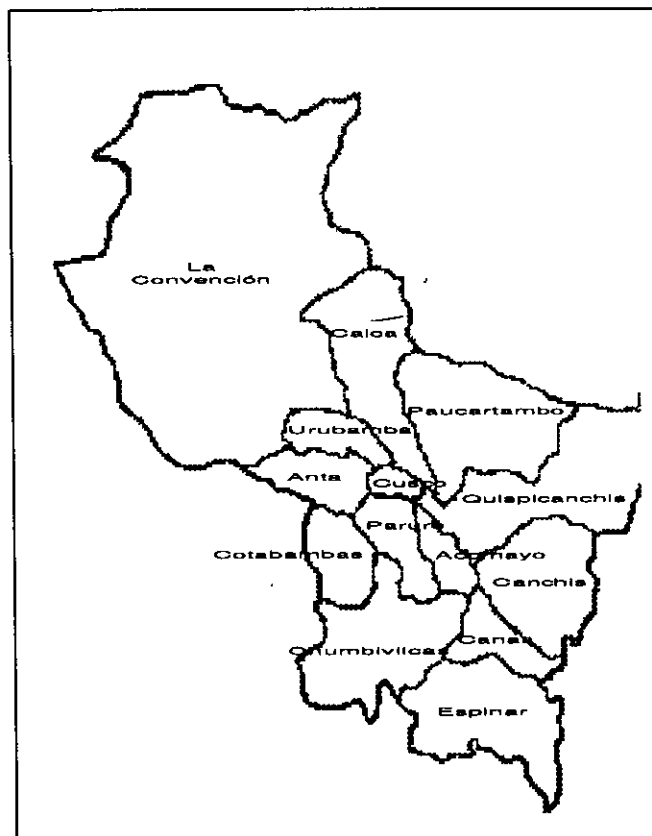 La
Convención
Calca
Paucartambo
Urubamba
Anta
Cusco
Quispicanchis
Paruro
Cotabambas
Acomayo
Canchis
Canas
Chumbivilcas
Espinar